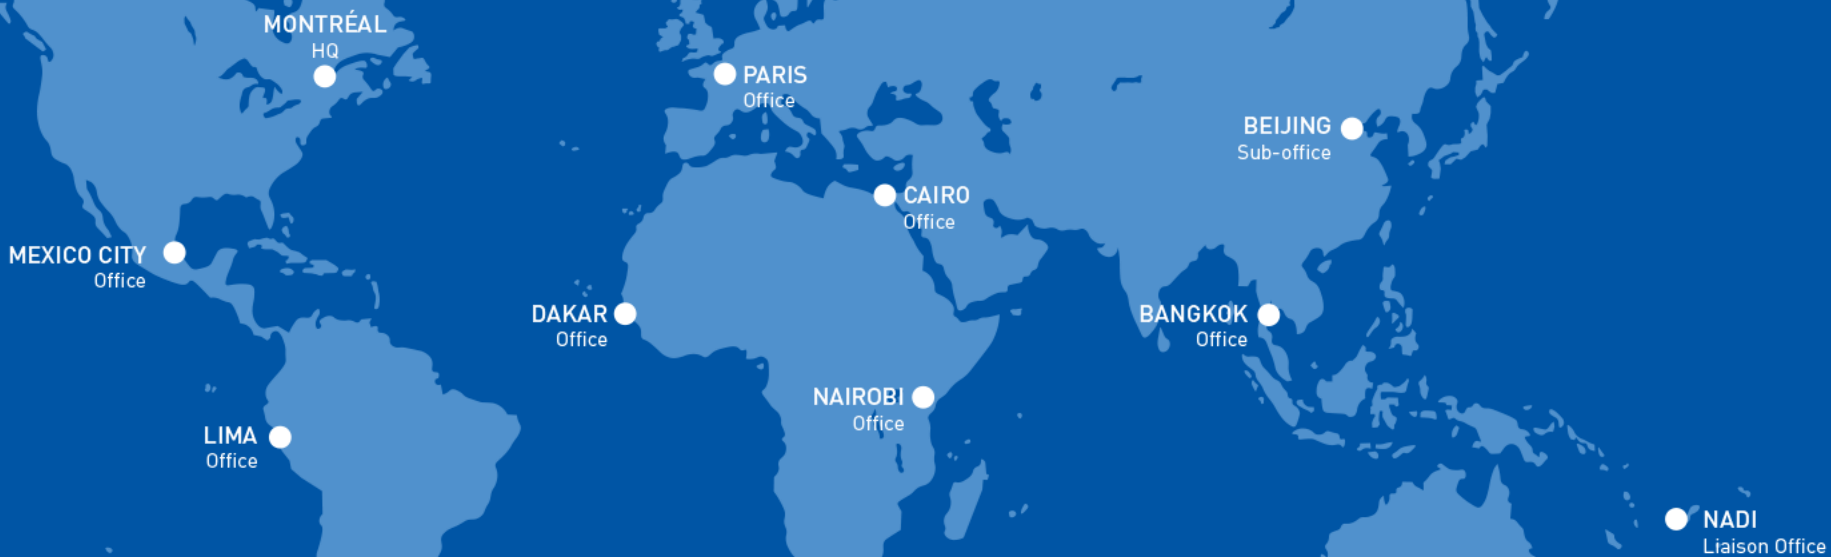 MONTRÉAL
HQ
PARIS
Office
BEIJING
Sub-office
CAIRO
Office
MEXICO CITY
Office
DAKAR
Office
BANGKOK
Office
NAIROBI
Office
LIMA
Office
NADI
Liaison Office